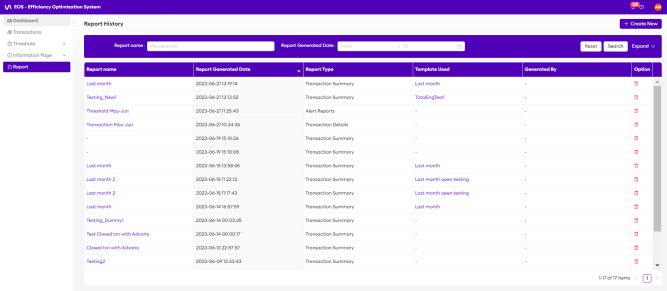 EOS - Efficiency Optimization System
Dashboard
Report History
+ Create New
Transactions
Threshold
Information Page
Report
Report name : Please enter
Report Generated Date : From → To
Reset Search Expand
Report name Report Generated Date Report Type Template Used Generated By Option
Last month 2023-06-21 13:19:14 Transaction Summary Last month -
Testing_New1 2023-06-21 13:13:52 Transaction Summary TotalEngTest1 -
Threshold May-Jun 2023-06-21 11:25:43 Alert Reports - -
Transaction May-Jun 2023-06-21 10:34:36 Transaction Details - -
- 2023-06-19 15:10:26 Transaction Summary - -
- 2023-06-19 15:10:08 Transaction Summary - -
Last month 2023-06-15 13:58:45 Transaction Summary Last month -
Last month 2 2023-06-15 11:22:12 Transaction Summary Last month open testing -
Last month 2 2023-06-15 11:17:43 Transaction Summary Last month open testing -
Last month 2023-06-14 16:57:59 Transaction Summary Last month -
Testing_Dummy1 2023-06-14 00:03:25 Transaction Summary - -
Test Closed txn with Advario 2023-06-14 00:00:17 Transaction Summary - -
Closed txn with Advario 2023-06-13 22:57:57 Transaction Summary - -
Testing2 2023-06-09 13:33:43 Transaction Summary - -
1-17 of 17 items < 1 >